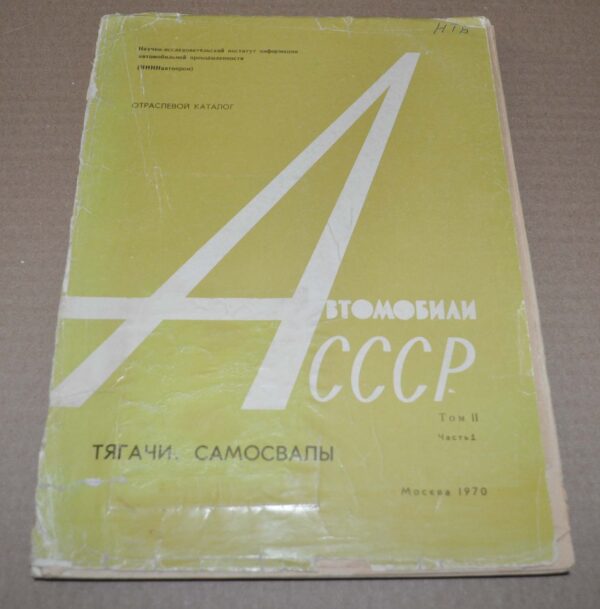 НТБ
Научно-исследовательский институт информации
автомобильной промышленности
(НИИНавтопром)
ОТРАСЛЕВОЙ КАТАЛОГ
Автомобили
СССР
Том II
Часть 1
ТЯГАЧИ. САМОСВАЛЫ
Москва 1970